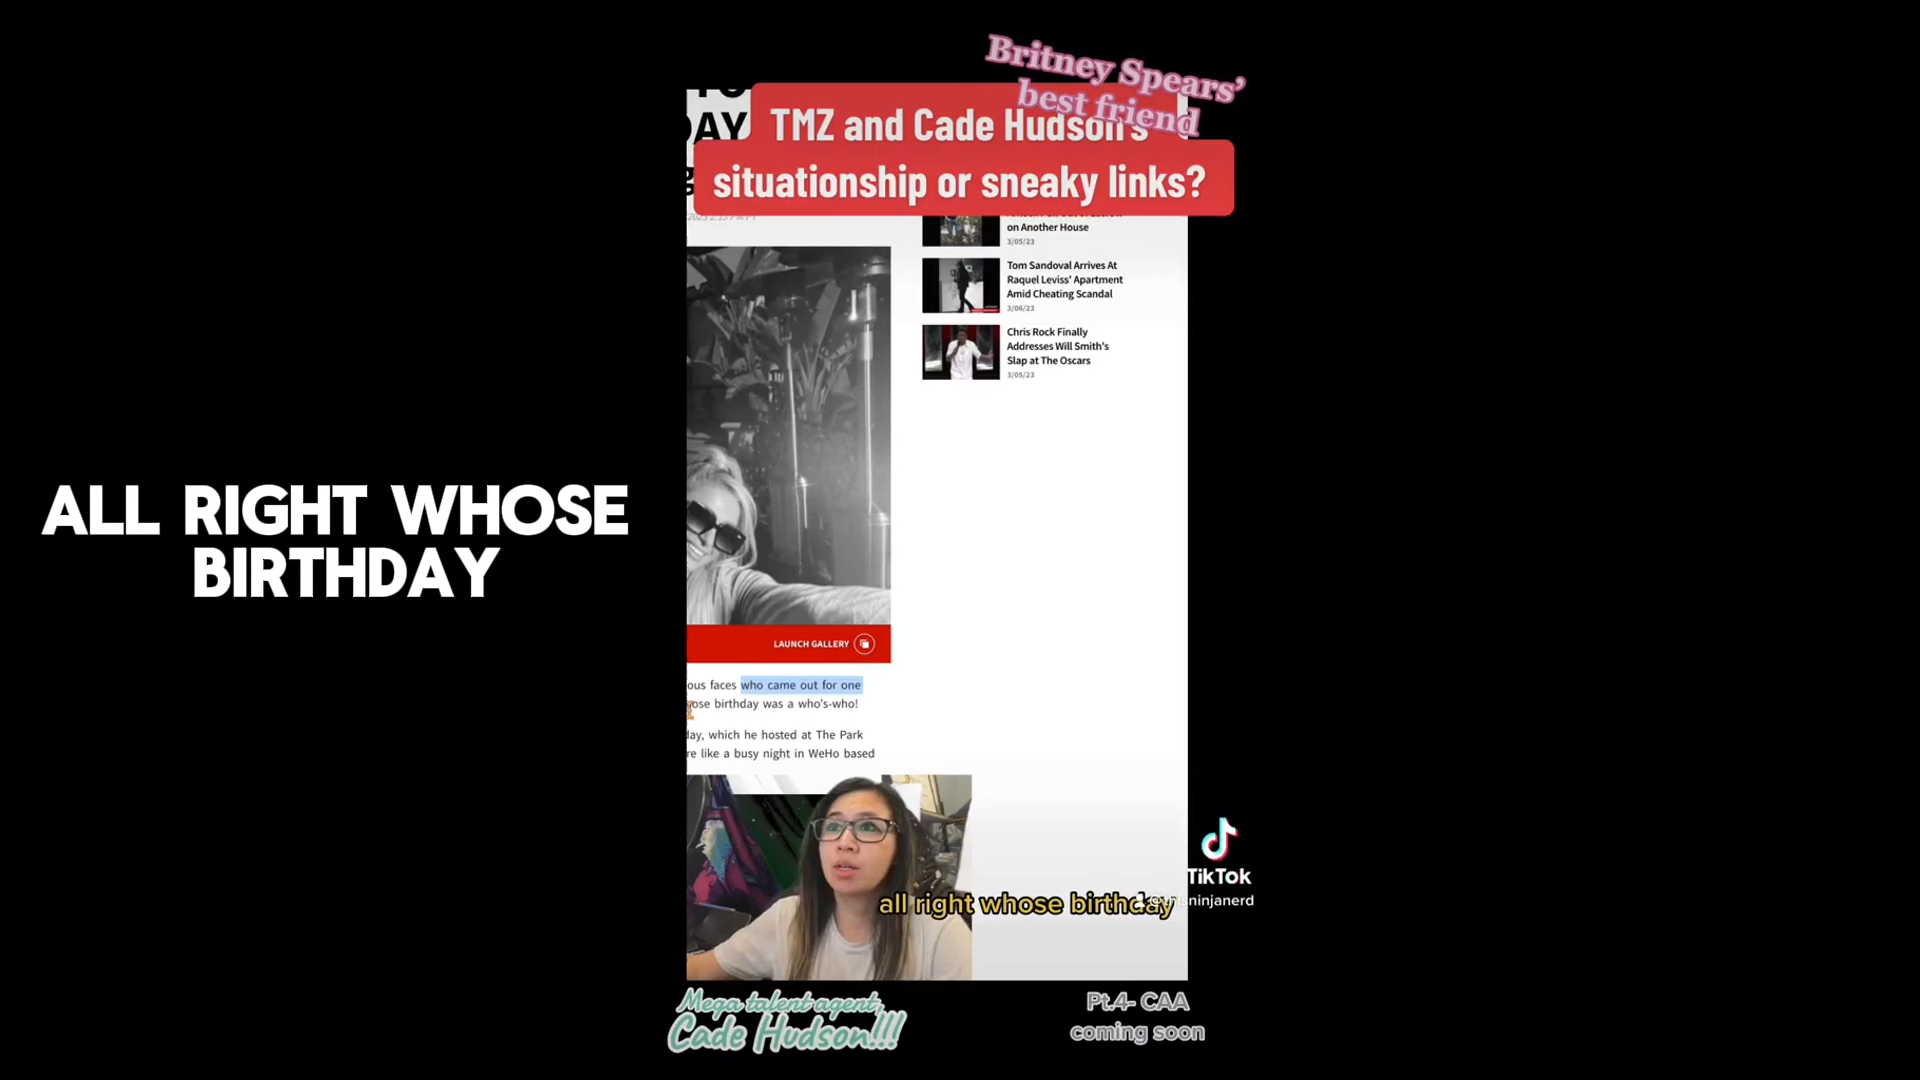 Britney Spears'
best friend
DAY
TMZ and Cade Hudson's
situationship or sneaky links?
on Another House
3/05/23
Tom Sandoval Arrives At
Raquel Leviss' Apartment
Amid Cheating Scandal
3/06/23
Chris Rock Finally
Addresses Will Smith's
Slap at The Oscars
3/05/23
ALL RIGHT WHOSE
BIRTHDAY
LAUNCH GALLERY
ous faces who came out for one
ose birthday was a who's-who!
day, which he hosted at The Park
re like a busy night in WeHo based
TikTok
all right whose birthday
Mega talent agent,
Cade Hudson!!!
Pt.4- CAA
coming soon